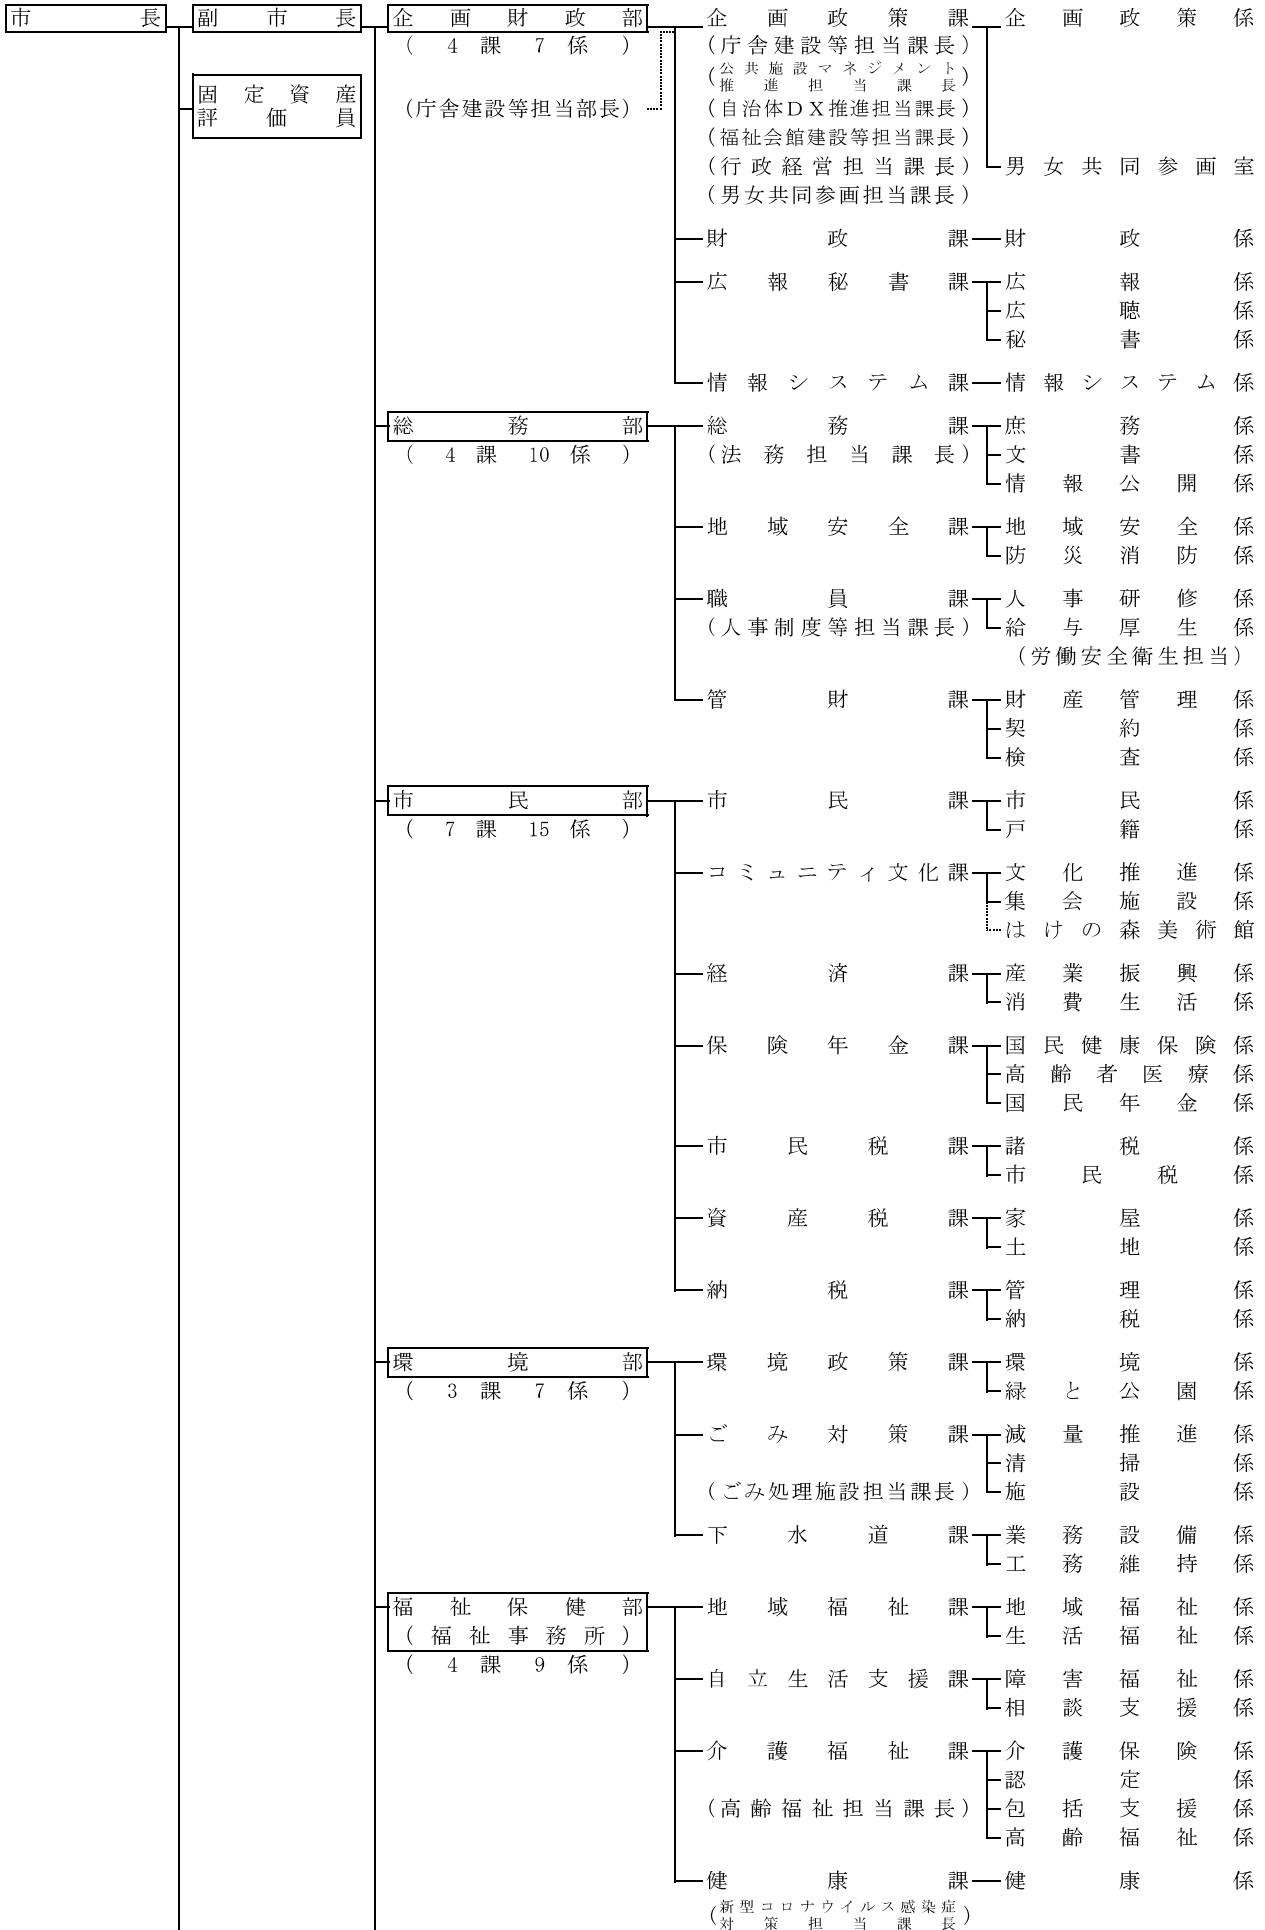 市長 副市長 企画財政部 企画政策課 企画政策係
(4課7係) (庁舎建設等担当課長)
(公共施設マネジメント
推進担当課長)
固定資産
評価員
(庁舎建設等担当部長) (自治体DX推進担当課長)
(福祉会館建設等担当課長)
(行政経営担当課長) 男女共同参画室
(男女共同参画担当課長)
財政課 財政係
広報秘書課 広報係
広聴係
秘書係
情報システム課 情報システム係
総務部 総務課 庶務係
(4課10係) (法務担当課長) 文書係
情報公開係
地域安全課 地域安全係
防災消防係
職員課 人事研修係
(人事制度等担当課長) 給与厚生係
(労働安全衛生担当)
管財課 財産管理係
契約係
検査係
市民部 市民課 市民係
(7課15係) 戸籍係
コミュニティ文化課 文化推進係
集会施設係
はけの森美術館
経済課 産業振興係
消費生活係
保険年金課 国民健康保険係
高齢者医療係
国民年金係
市民税課 諸税係
市民税係
資産税課 家屋係
土地係
納税課 管理係
納税係
環境部 環境政策課 環境係
(3課7係) 緑と公園係
ごみ対策課 減量推進係
清掃係
(ごみ処理施設担当課長) 施設係
下水道課 業務設備係
工務維持係
福祉保健部 地域福祉課 地域福祉係
(福祉事務所) 生活福祉係
(4課9係)
自立生活支援課 障害福祉係
相談支援係
介護福祉課 介護保険係
認定係
(高齢福祉担当課長) 包括支援係
高齢福祉係
健康課 健康係
(新型コロナウイルス感染症
対策担当課長)